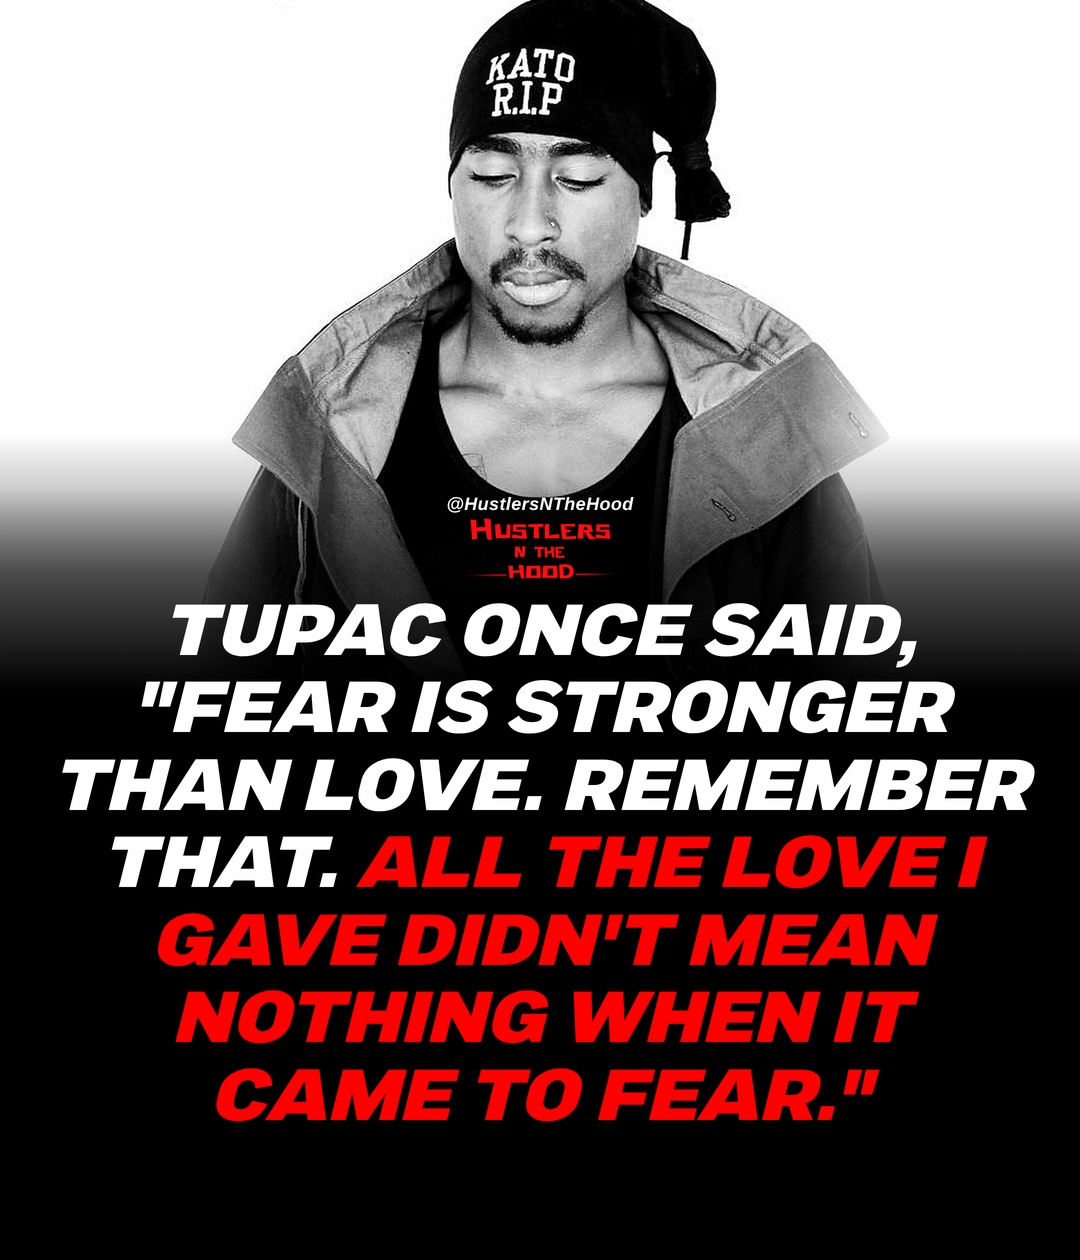 KATO
R.I.P
@HustlersNTheHood
HUSTLERS
N THE
HOOD
TUPAC ONCE SAID,
"FEAR IS STRONGER
THAN LOVE. REMEMBER
THAT. ALL THE LOVE I
GAVE DIDN'T MEAN
NOTHING WHEN IT
CAME TO FEAR."